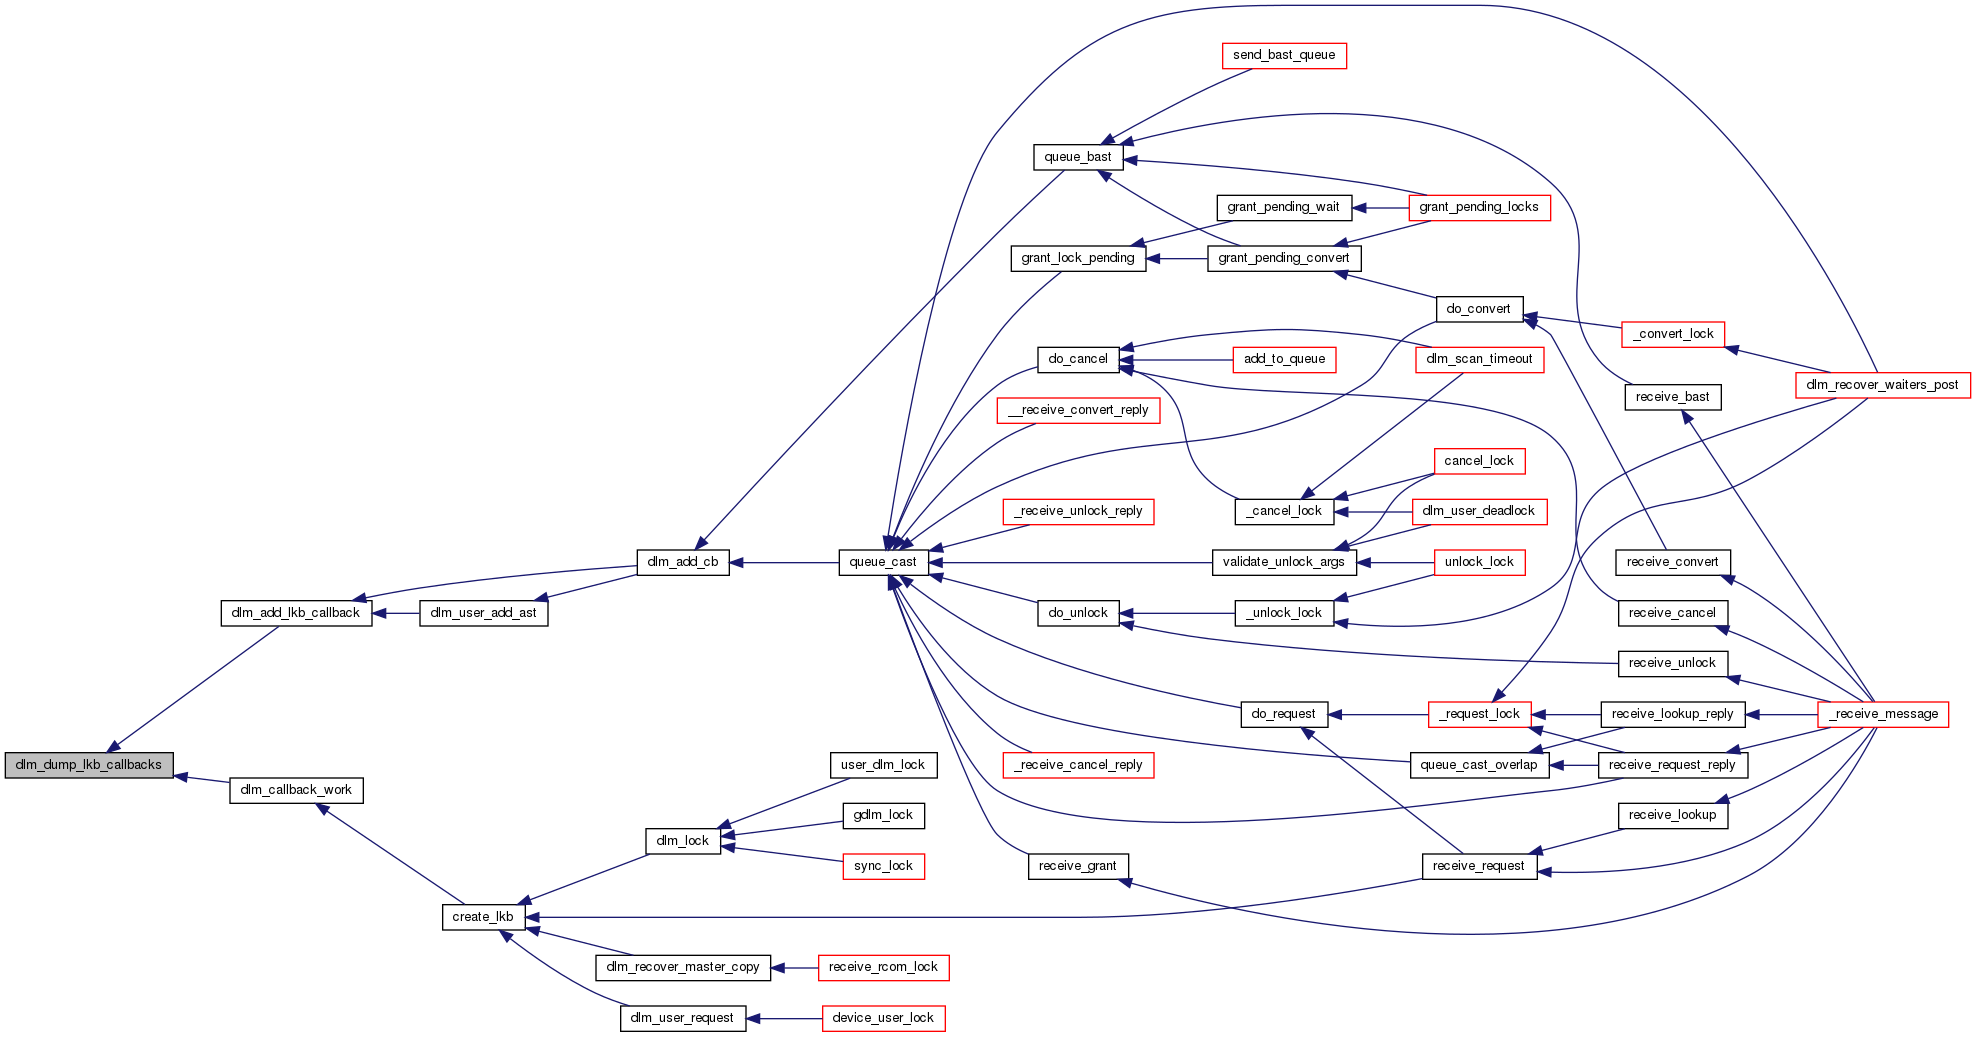 send_bast_queue
queue_bast
grant_pending_wait
grant_pending_locks
grant_lock_pending
grant_pending_convert
do_convert
_convert_lock
do_cancel
add_to_queue
dlm_scan_timeout
dlm_recover_waiters_post
receive_bast
__receive_convert_reply
cancel_lock
_receive_unlock_reply
_cancel_lock
dlm_user_deadlock
dlm_add_cb
queue_cast
validate_unlock_args
unlock_lock
receive_convert
dlm_add_lkb_callback
dlm_user_add_ast
do_unlock
_unlock_lock
receive_cancel
receive_unlock
do_request
_request_lock
receive_lookup_reply
_receive_message
dlm_dump_lkb_callbacks
user_dlm_lock
_receive_cancel_reply
queue_cast_overlap
receive_request_reply
dlm_callback_work
gdlm_lock
receive_lookup
dlm_lock
sync_lock
receive_grant
receive_request
create_lkb
dlm_recover_master_copy
receive_rcom_lock
dlm_user_request
device_user_lock